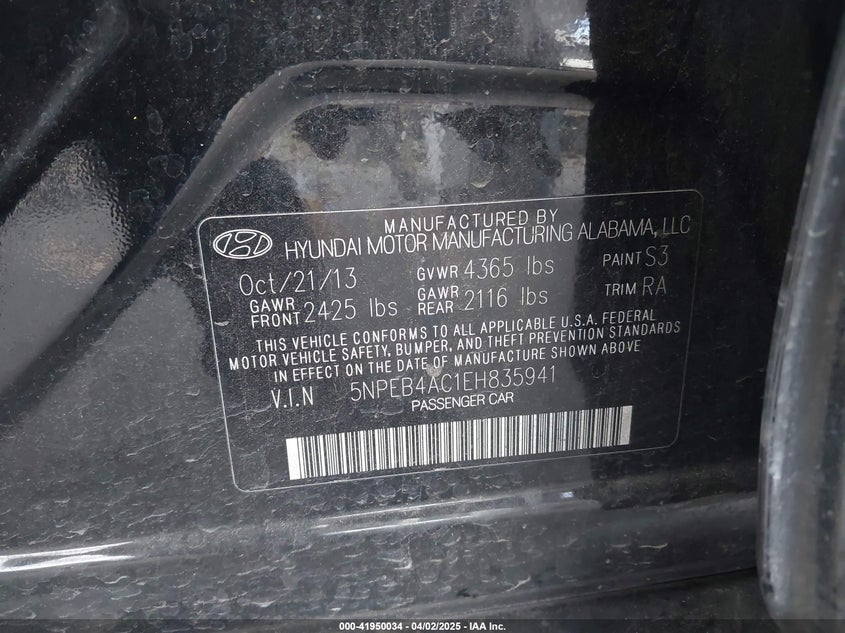 MANUFACTURED BY
HYUNDAI MOTOR MANUFACTURING ALABAMA, LLC
Oct/21/13 GVWR 4365 lbs PAINT S3
GAWR FRONT 2425 lbs GAWR REAR 2116 lbs TRIM RA
THIS VEHICLE CONFORMS TO ALL APPLICABLE U.S.A. FEDERAL
MOTOR VEHICLE SAFETY, BUMPER, AND THEFT PREVENTION STANDARDS
IN EFFECT ON THE DATE OF MANUFACTURE SHOWN ABOVE
V.I.N 5NPEB4AC1EH835941
PASSENGER CAR
000-41950034 - 04/02/2025 - IAA Inc.